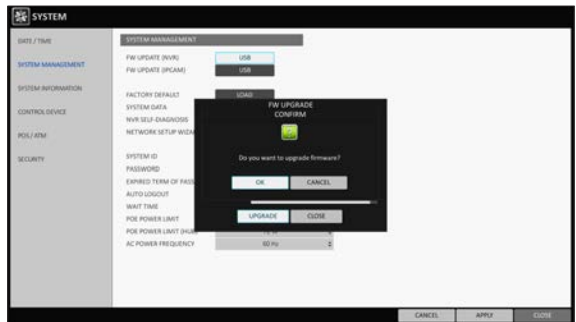 SYSTEM
DATE / TIME
SYSTEM MANAGEMENT
SYSTEM INFORMATION
CONTROL DEVICE
POS / ATM
SECURITY
SYSTEM MANAGEMENT
FW UPDATE (NVR) USB
FW UPDATE (IPCAM) USB
FACTORY DEFAULT LOAD
SYSTEM DATA
NVR SELF-DIAGNOSIS
NETWORK SETUP WIZA
SYSTEM ID
PASSWORD
EXPIRED TERM OF PASS
AUTO LOGOUT
WAIT TIME
POE POWER LIMIT
POE POWER LIMIT (HUB
AC POWER FREQUENCY 60 Hz
FW UPGRADE
CONFIRM
Do you want to upgrade firmware?
OK CANCEL
UPGRADE CLOSE
CANCEL APPLY CLOSE